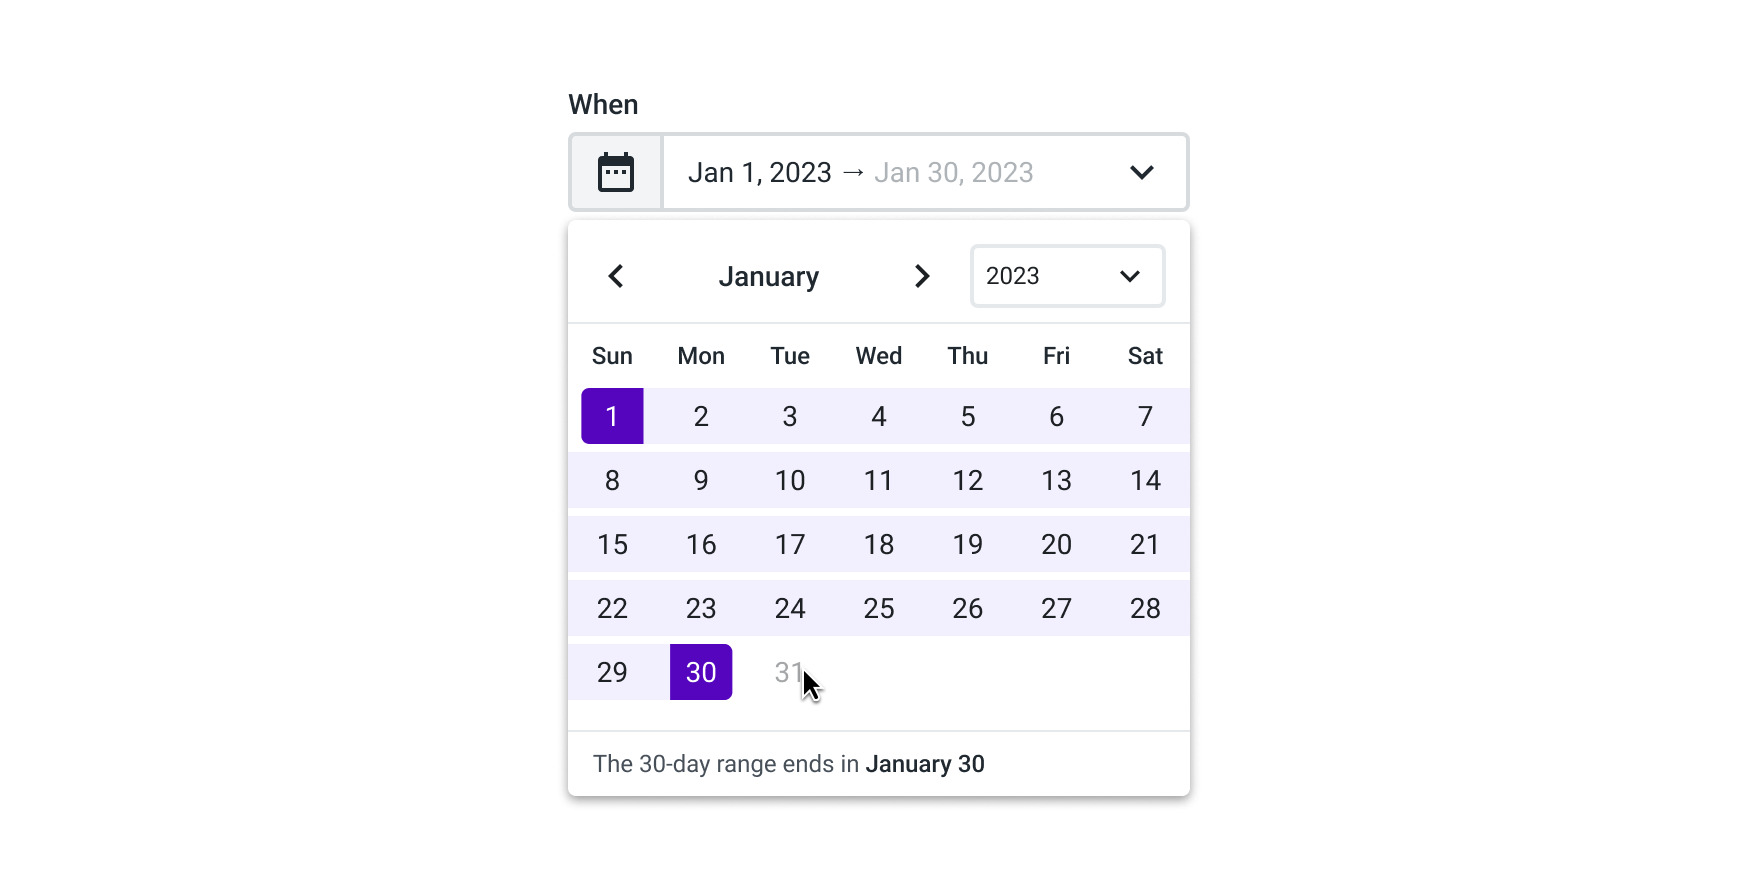 When
Jan 1, 2023 → Jan 30, 2023
January 2023
Sun Mon Tue Wed Thu Fri Sat
1 2 3 4 5 6 7
8 9 10 11 12 13 14
15 16 17 18 19 20 21
22 23 24 25 26 27 28
29 30 31
The 30-day range ends in January 30